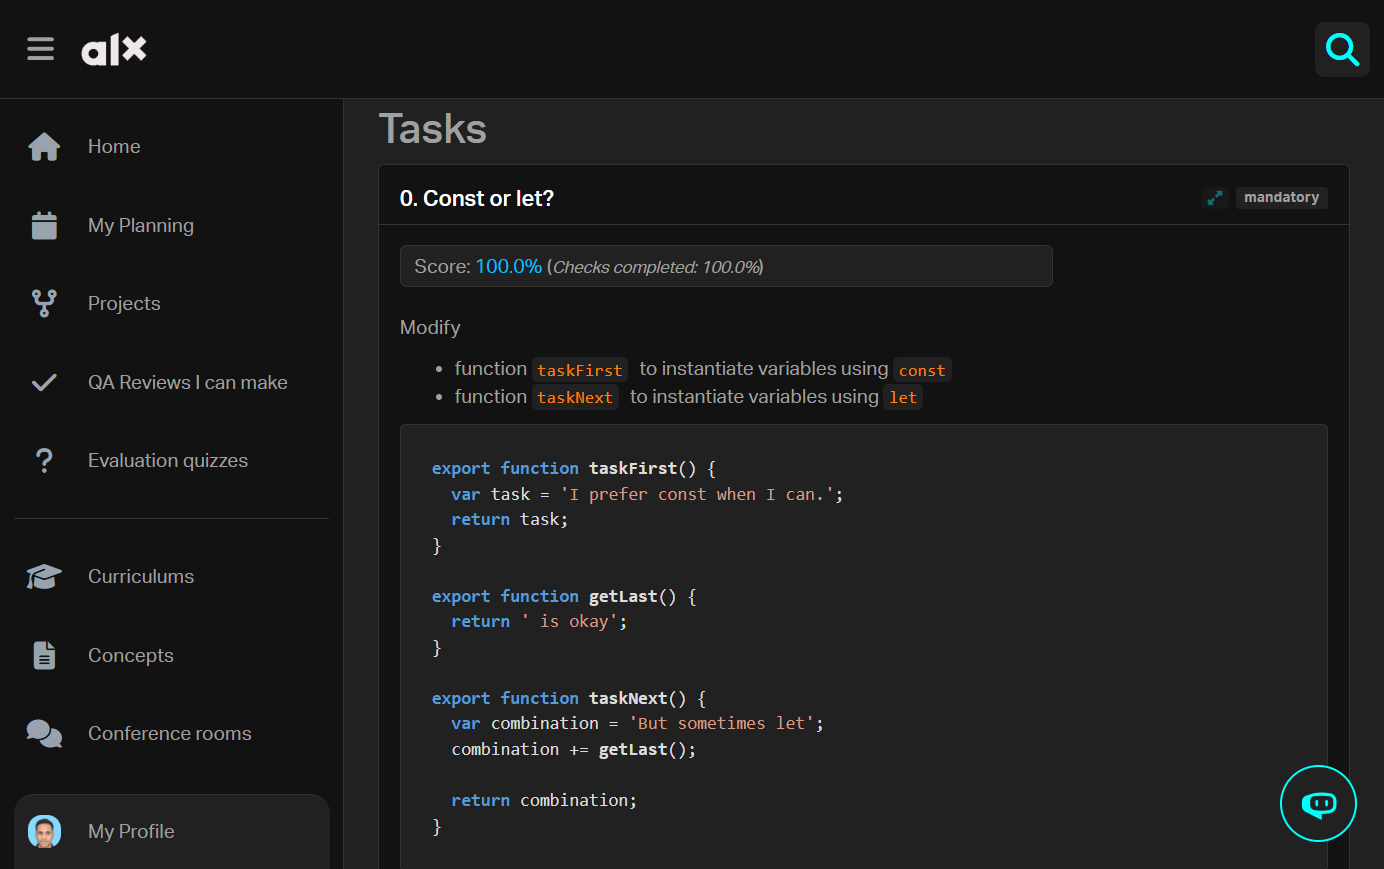 alx
Home
My Planning
Projects
QA Reviews I can make
Evaluation quizzes
Curriculums
Concepts
Conference rooms
My Profile
Tasks
0. Const or let?
mandatory
Score: 100.0% (Checks completed: 100.0%)
Modify
• function taskFirst to instantiate variables using const
• function taskNext to instantiate variables using let
export function taskFirst() {
  var task = 'I prefer const when I can.';
  return task;
}
export function getLast() {
  return ' is okay';
}
export function taskNext() {
  var combination = 'But sometimes let';
  combination += getLast();
  return combination;
}